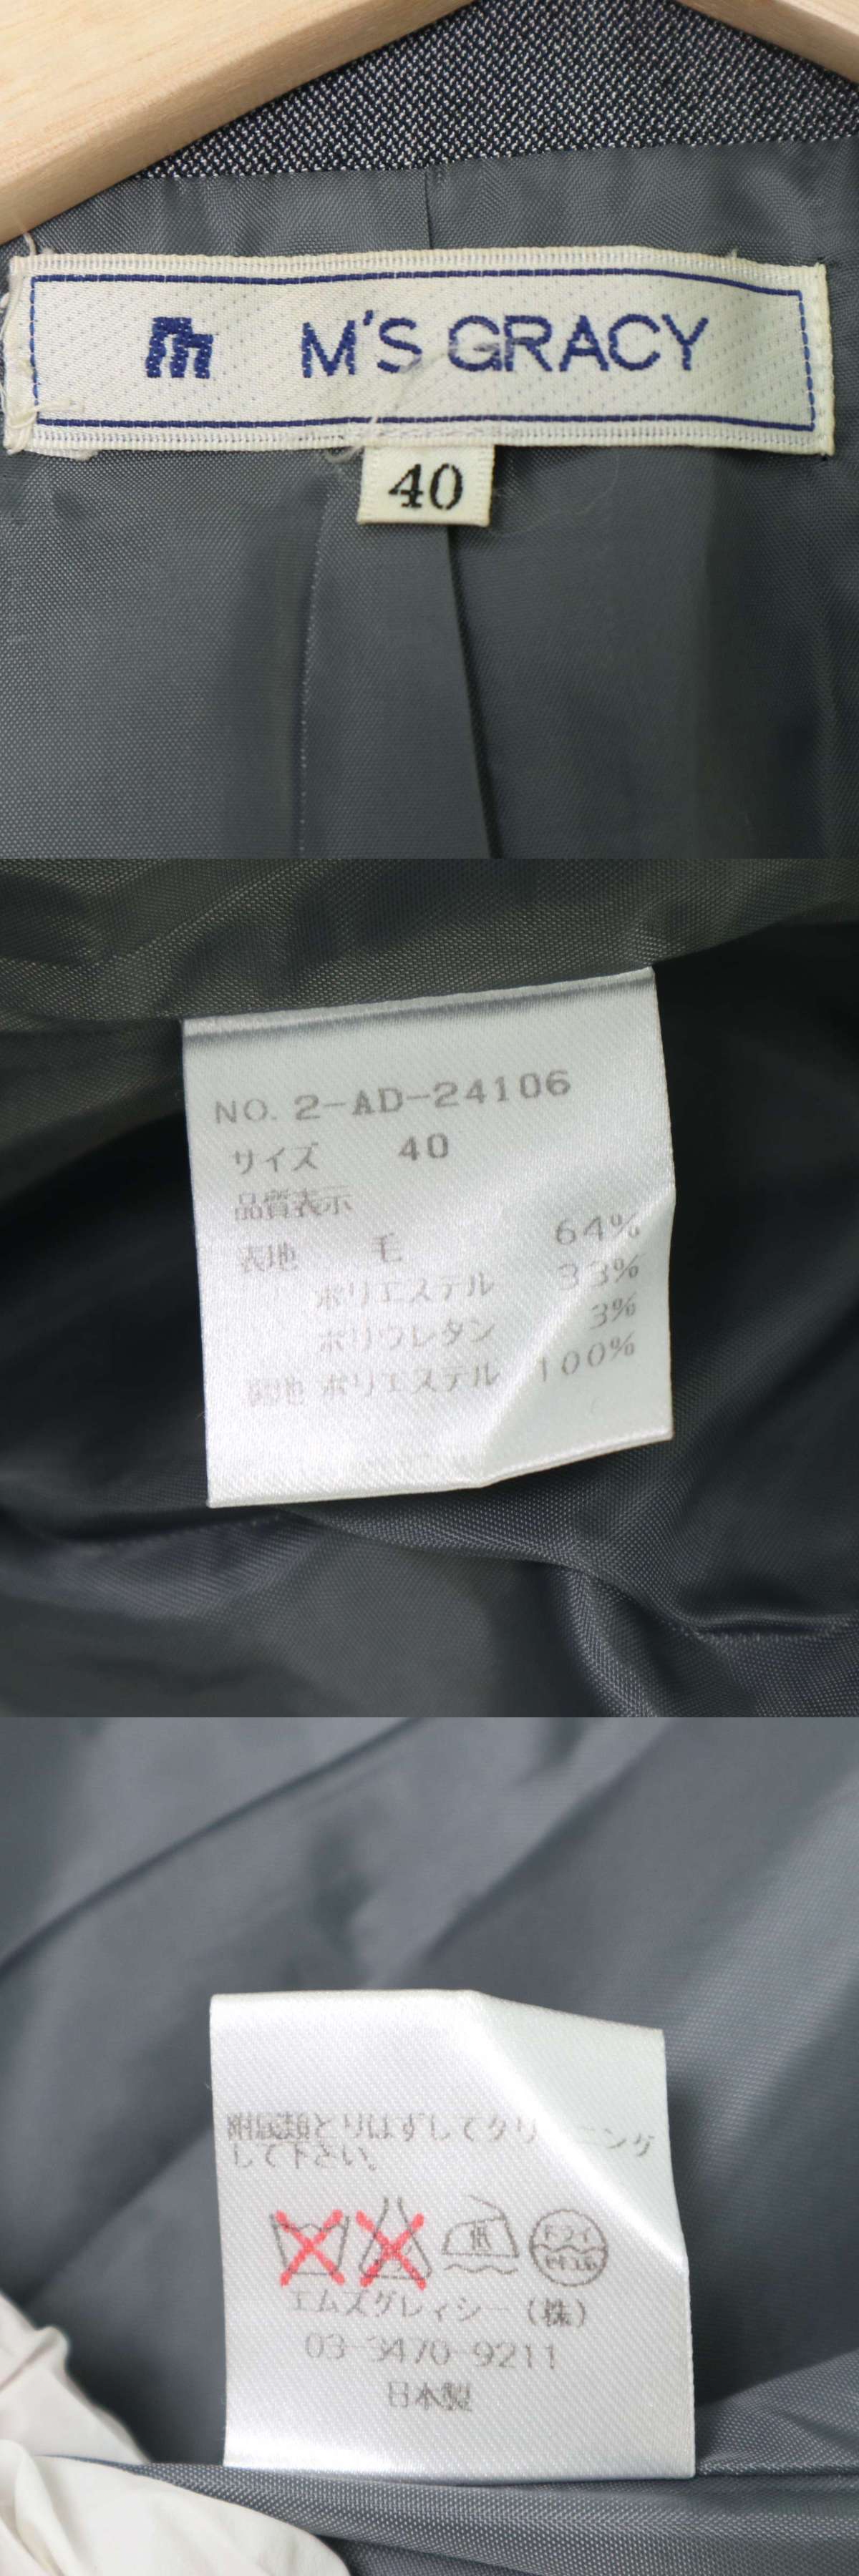 M'S GRACY
40
NO. 2-AD-24106
サイズ 40
品質表示
表地 毛 64%
ポリエステル 33%
ポリウレタン 3%
裏地 ポリエステル 100%
附属類とりはずしてクリーニング
して下さい。
ドライ
エムズグレィシー(株)
03-3470-9211
日本製